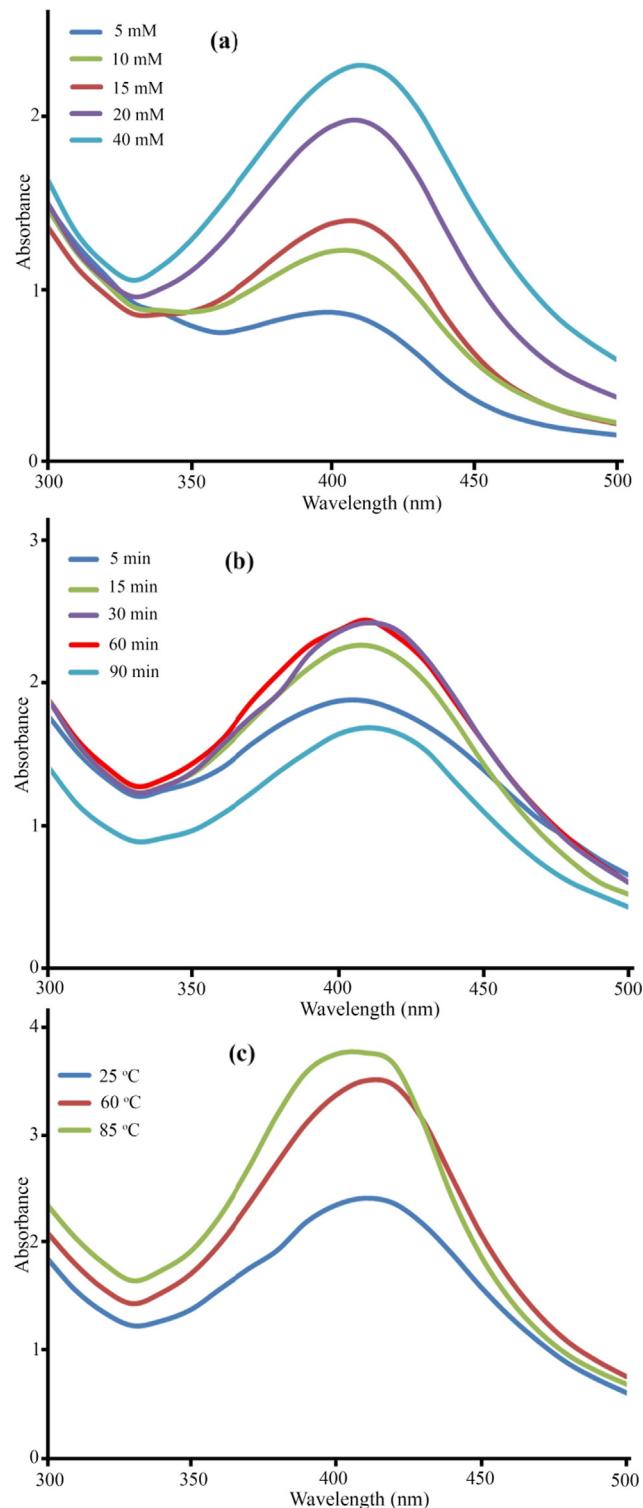 (a)
5 mM
10 mM
15 mM
20 mM
40 mM
Absorbance
2
1
0
300
350
400
450
500
Wavelength (nm)
(b)
5 min
15 min
30 min
60 min
90 min
Absorbance
3
2
1
0
300
350
400
450
500
Wavelength (nm)
(c)
25 °C
60 °C
85 °C
Absorbance
4
3
2
1
0
300
350
400
450
500
Wavelength (nm)